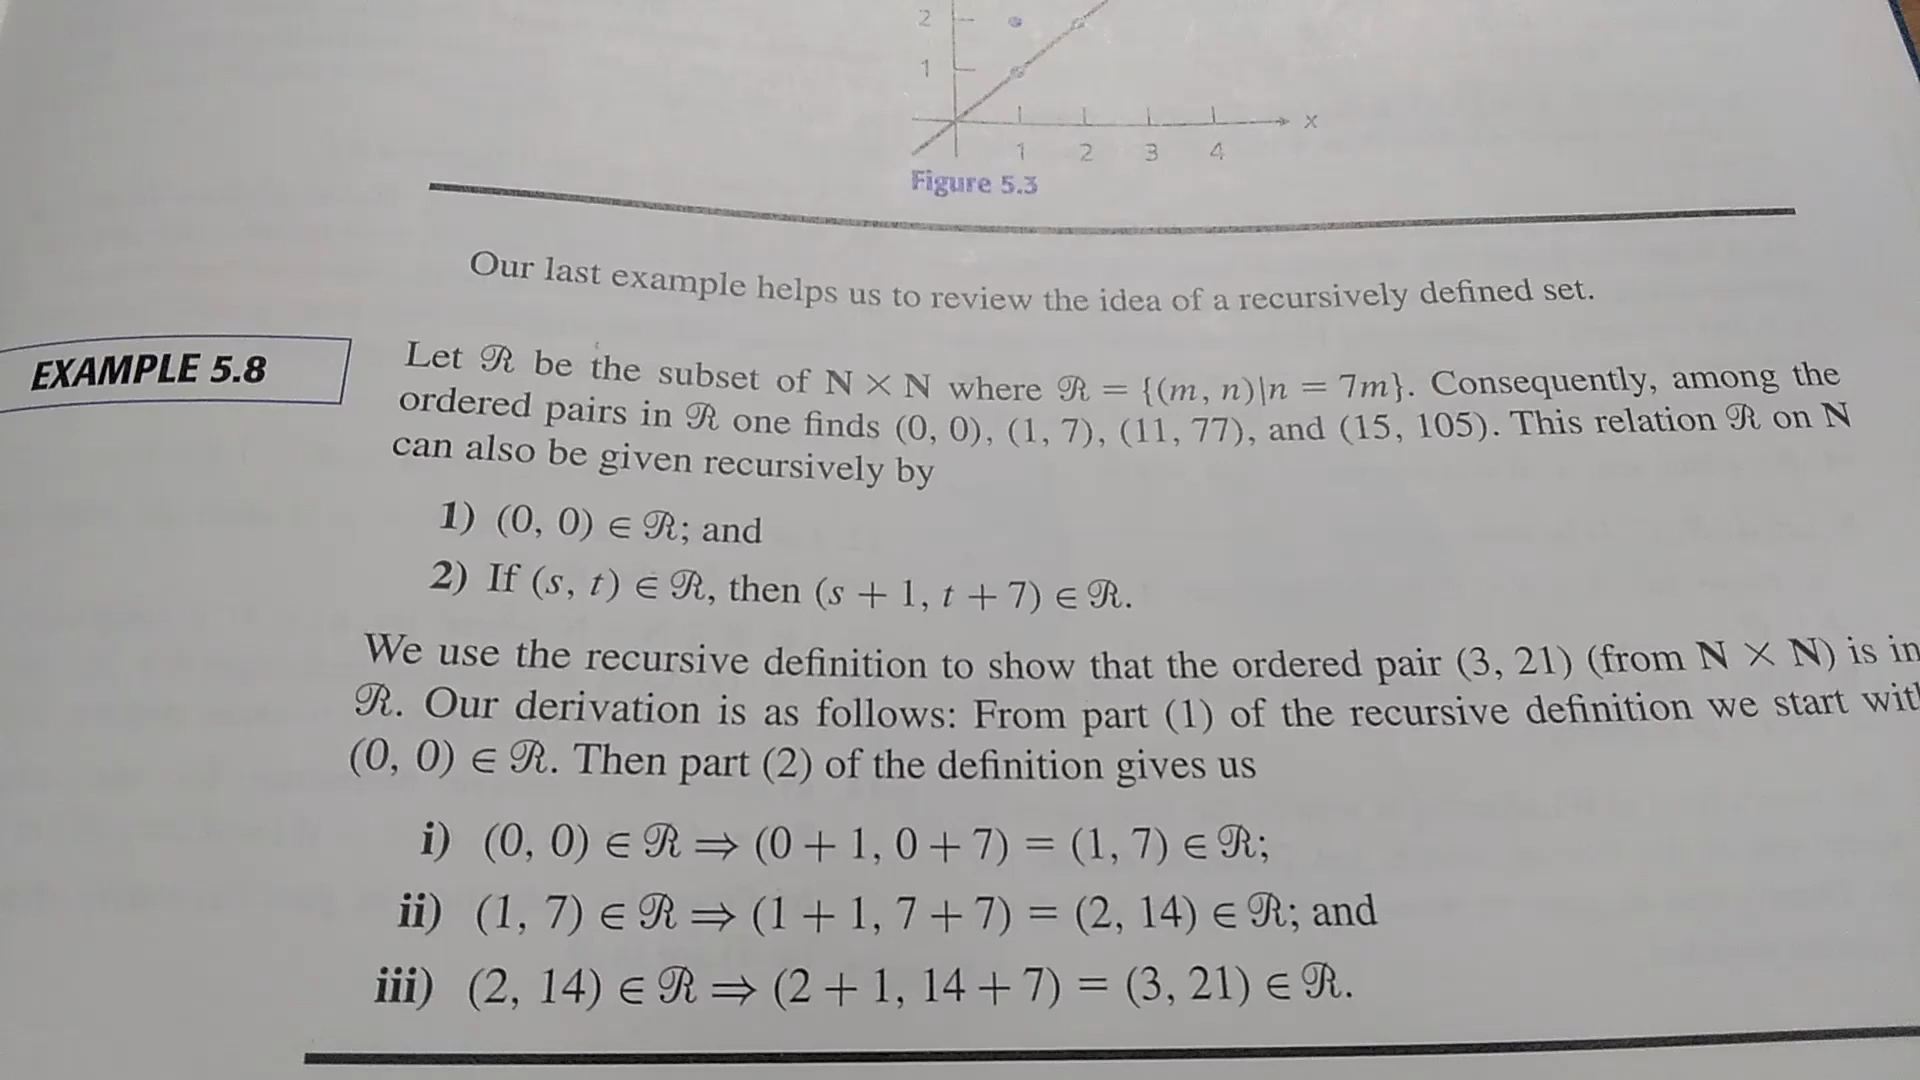 2
1
x
1 2 3 4
Figure 5.3
Our last example helps us to review the idea of a recursively defined set.
EXAMPLE 5.8
Let ℛ be the subset of N × N where ℛ = {(m, n)|n = 7m}. Consequently, among the
ordered pairs in ℛ one finds (0, 0), (1, 7), (11, 77), and (15, 105). This relation ℛ on N
can also be given recursively by
1) (0, 0) ∈ ℛ; and
2) If (s, t) ∈ ℛ, then (s + 1, t + 7) ∈ ℛ.
We use the recursive definition to show that the ordered pair (3, 21) (from N × N) is in
ℛ. Our derivation is as follows: From part (1) of the recursive definition we start with
(0, 0) ∈ ℛ. Then part (2) of the definition gives us
i) (0, 0) ∈ ℛ ⇒ (0 + 1, 0 + 7) = (1, 7) ∈ ℛ;
ii) (1, 7) ∈ ℛ ⇒ (1 + 1, 7 + 7) = (2, 14) ∈ ℛ; and
iii) (2, 14) ∈ ℛ ⇒ (2 + 1, 14 + 7) = (3, 21) ∈ ℛ.